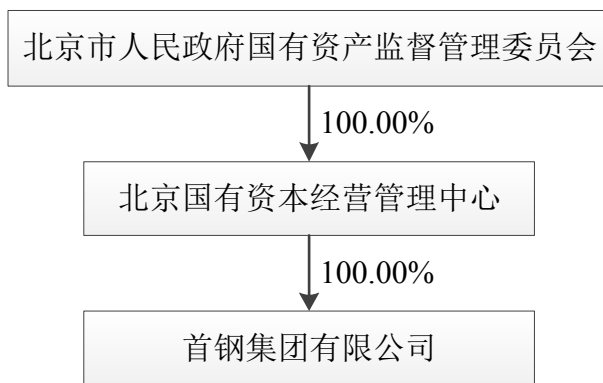 北京市人民政府国有资产监督管理委员会
100.00%
北京国有资本经营管理中心
100.00%
首钢集团有限公司